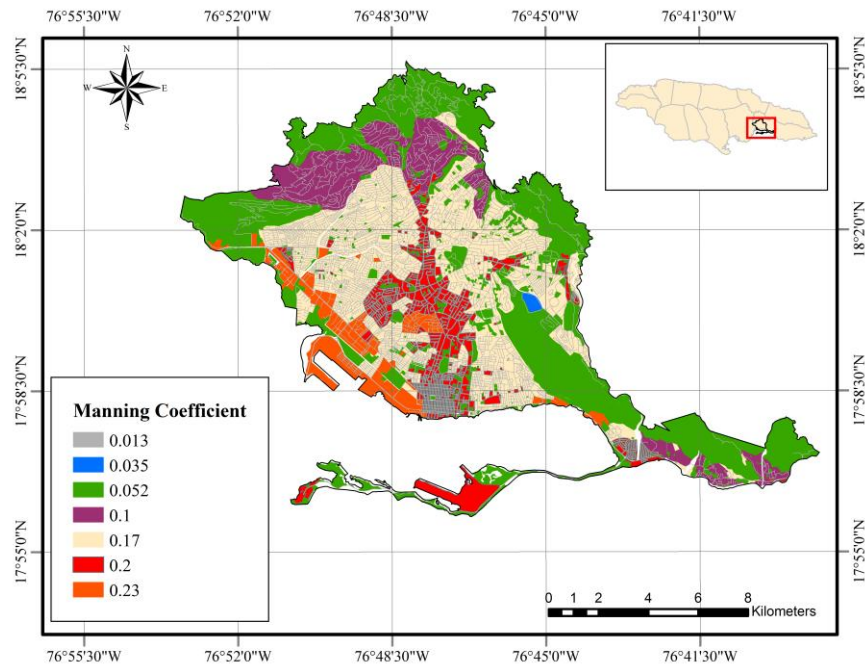 76°55'30"W 76°52'0"W 76°48'30"W 76°45'0"W 76°41'30"W
N
W E
S
18°5'30"N 18°5'30"N
18°2'0"N 18°2'0"N
17°58'30"N 17°58'30"N
17°55'0"N 17°55'0"N
Manning Coefficient
0.013
0.035
0.052
0.1
0.17
0.2
0.23
0 1 2 4 6 8
Kilometers
76°55'30"W 76°52'0"W 76°48'30"W 76°45'0"W 76°41'30"W